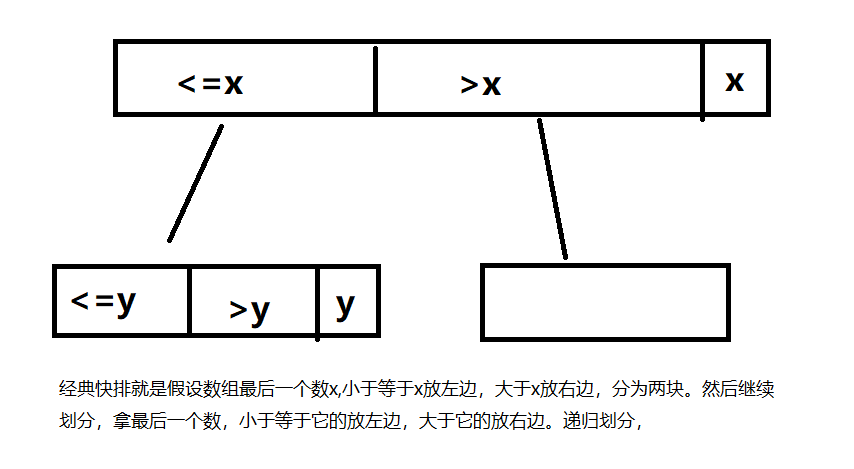 <=x >x x
<=y >y y
经典快排就是假设数组最后一个数x,小于等于x放左边，大于x放右边，分为两块。然后继续
划分，拿最后一个数，小于等于它的放左边，大于它的放右边。递归划分，